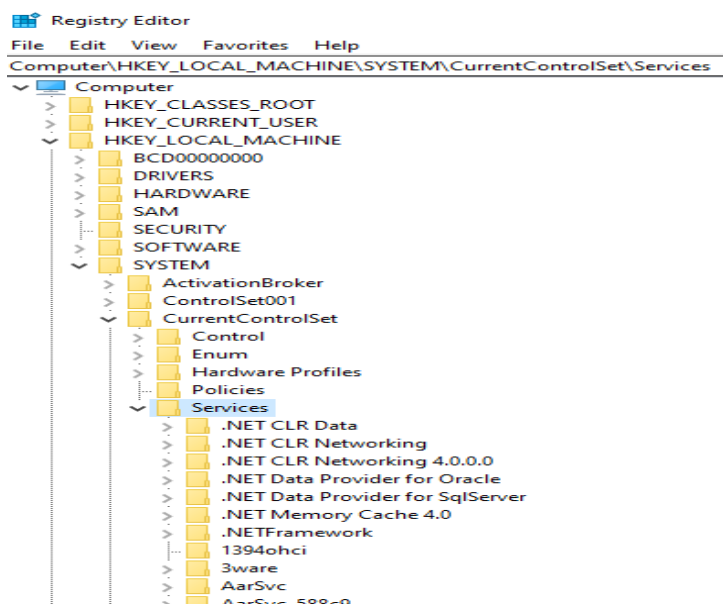 Registry Editor
File Edit View Favorites Help
Computer\HKEY_LOCAL_MACHINE\SYSTEM\CurrentControlSet\Services
Computer
HKEY_CLASSES_ROOT
HKEY_CURRENT_USER
HKEY_LOCAL_MACHINE
BCD00000000
DRIVERS
HARDWARE
SAM
SECURITY
SOFTWARE
SYSTEM
ActivationBroker
ControlSet001
CurrentControlSet
Control
Enum
Hardware Profiles
Policies
Services
.NET CLR Data
.NET CLR Networking
.NET CLR Networking 4.0.0.0
.NET Data Provider for Oracle
.NET Data Provider for SqlServer
.NET Memory Cache 4.0
.NETFramework
1394ohci
3ware
AarSvc
AarSvc_588c9